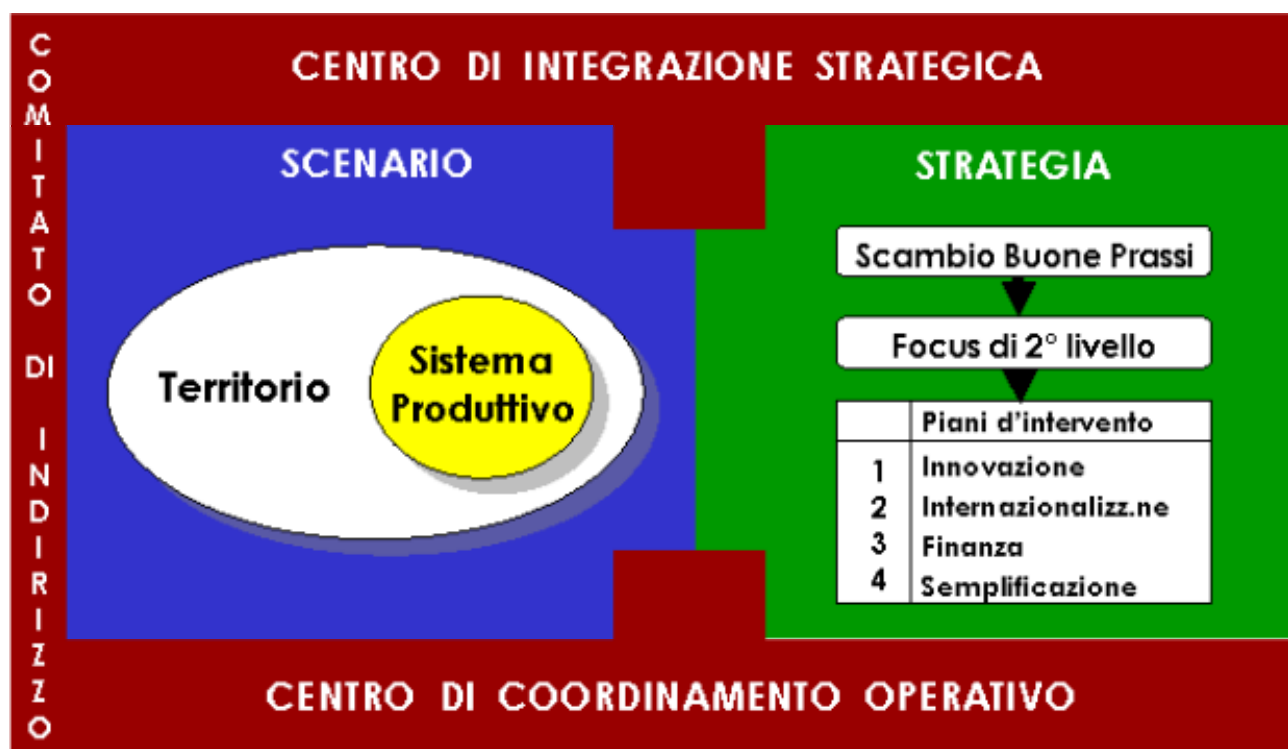 COMITATO DI INDIRIZZO
CENTRO DI INTEGRAZIONE STRATEGICA
SCENARIO
Territorio
Sistema
Produttivo
STRATEGIA
Scambio Buone Prassi
Focus di 2° livello
Piani d'intervento
1 Innovazione
2 Internazionalizz.ne
3 Finanza
4 Semplificazione
CENTRO DI COORDINAMENTO OPERATIVO